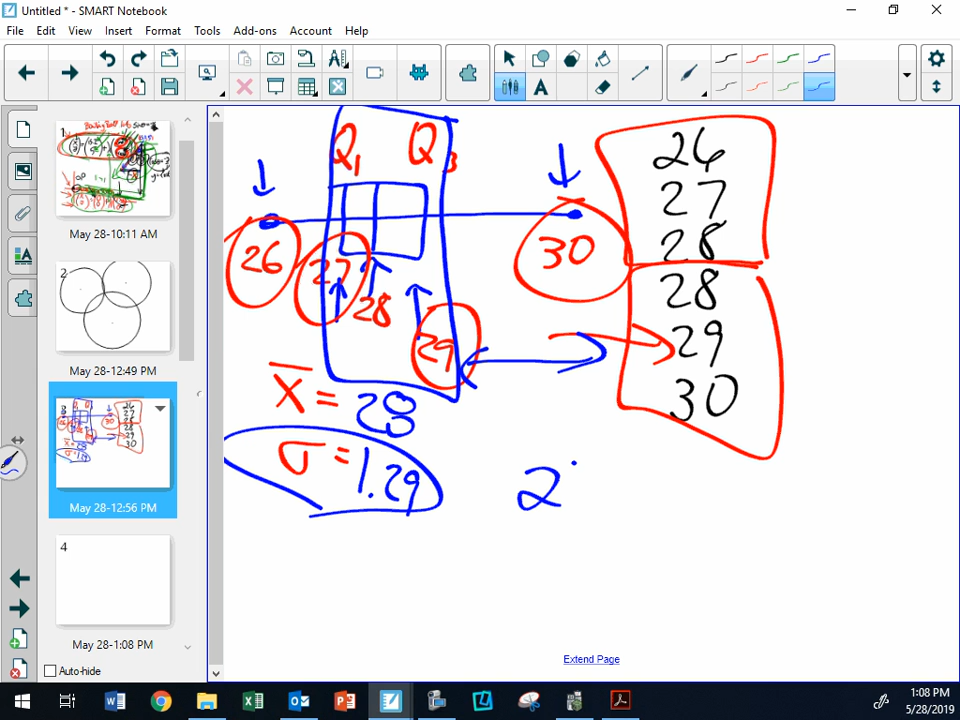 Untitled * - SMART Notebook
File Edit View Insert Format Tools Add-ons Account Help
1
May 28-10:11 AM
2
May 28-12:49 PM
3
May 28-12:56 PM
4
May 28-1:08 PM
Auto-hide
Q1 Q3
26 27 28 29 30
x̄ = 28
σ = 1.29
2
26
27
28
28
29
30
Extend Page
1:08 PM
5/28/2019